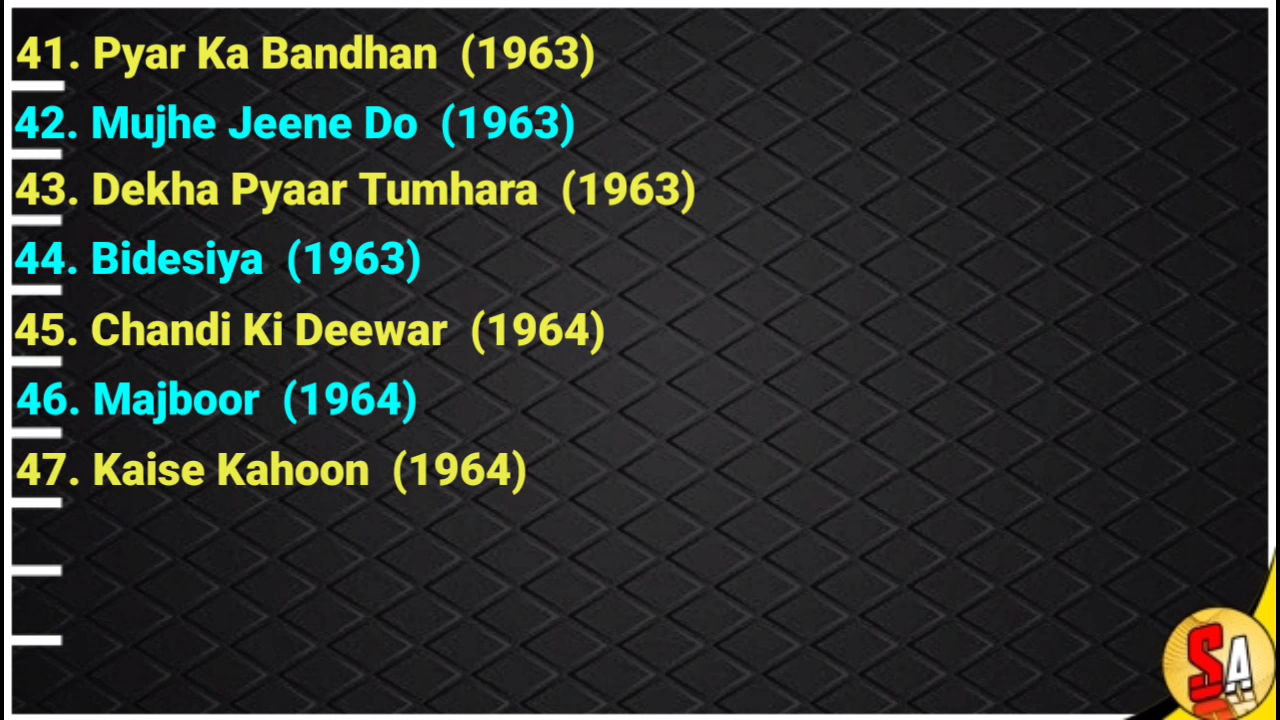 41. Pyar Ka Bandhan (1963)
42. Mujhe Jeene Do (1963)
43. Dekha Pyaar Tumhara (1963)
44. Bidesiya (1963)
45. Chandi Ki Deewar (1964)
46. Majboor (1964)
47. Kaise Kahoon (1964)
SA